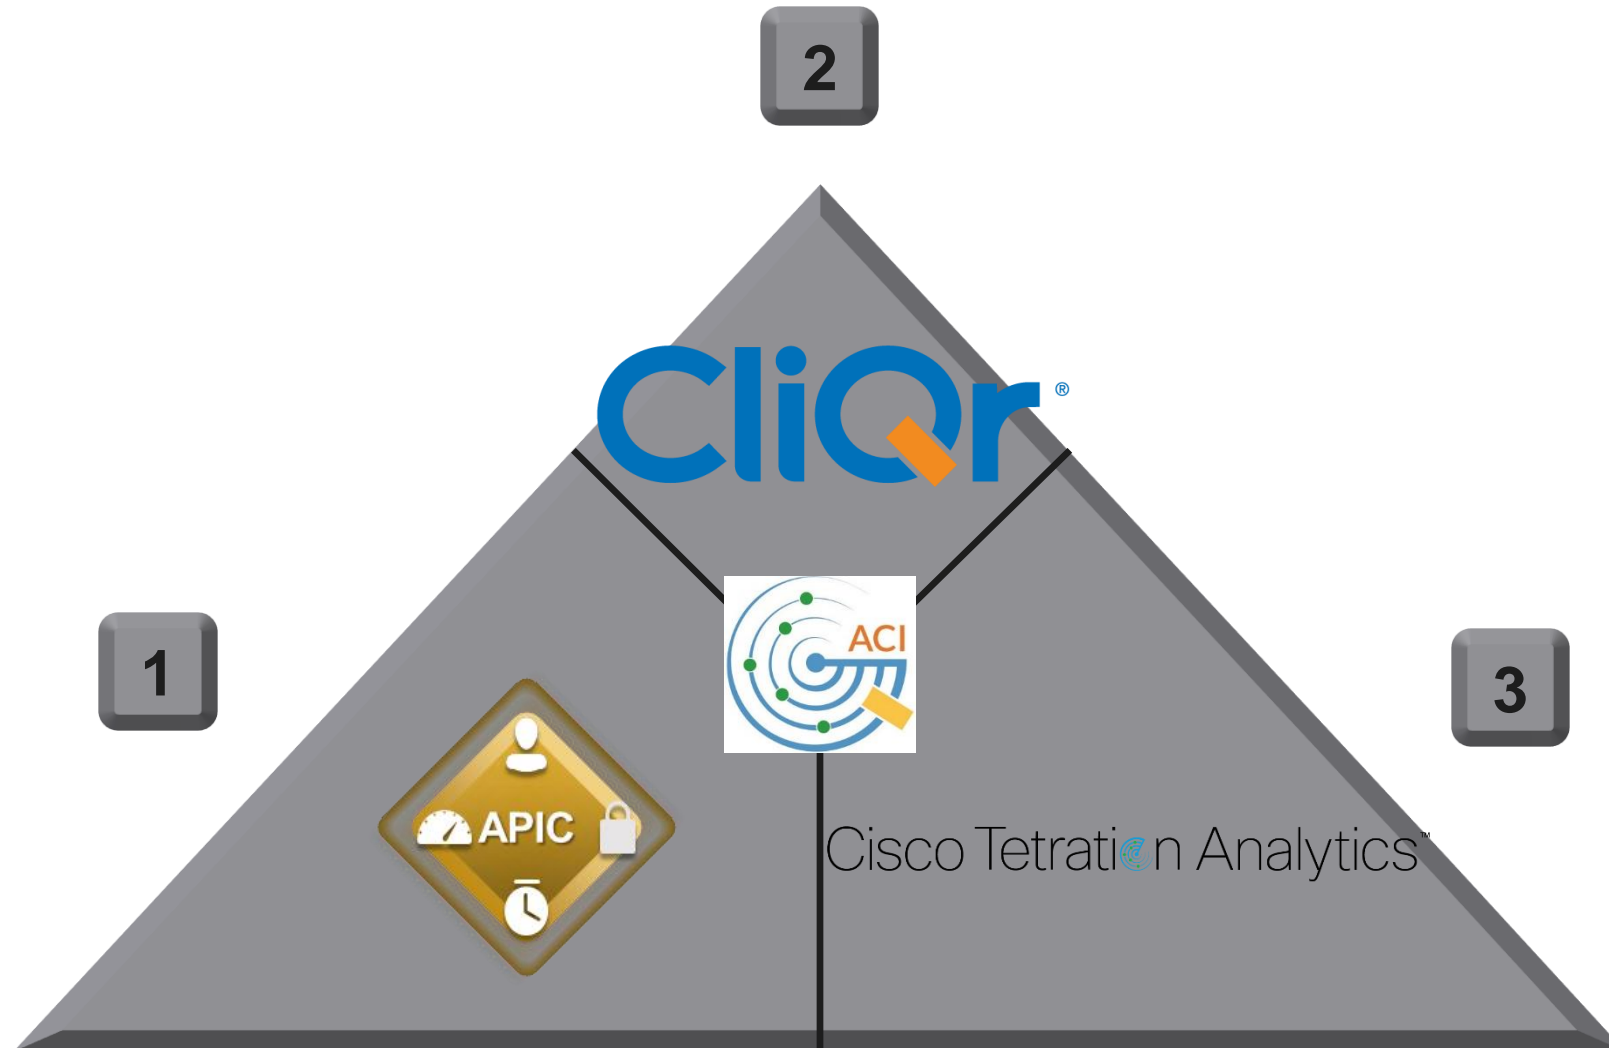 2
CliQr®
ACI
1
3
APIC
Cisco Tetration Analytics™